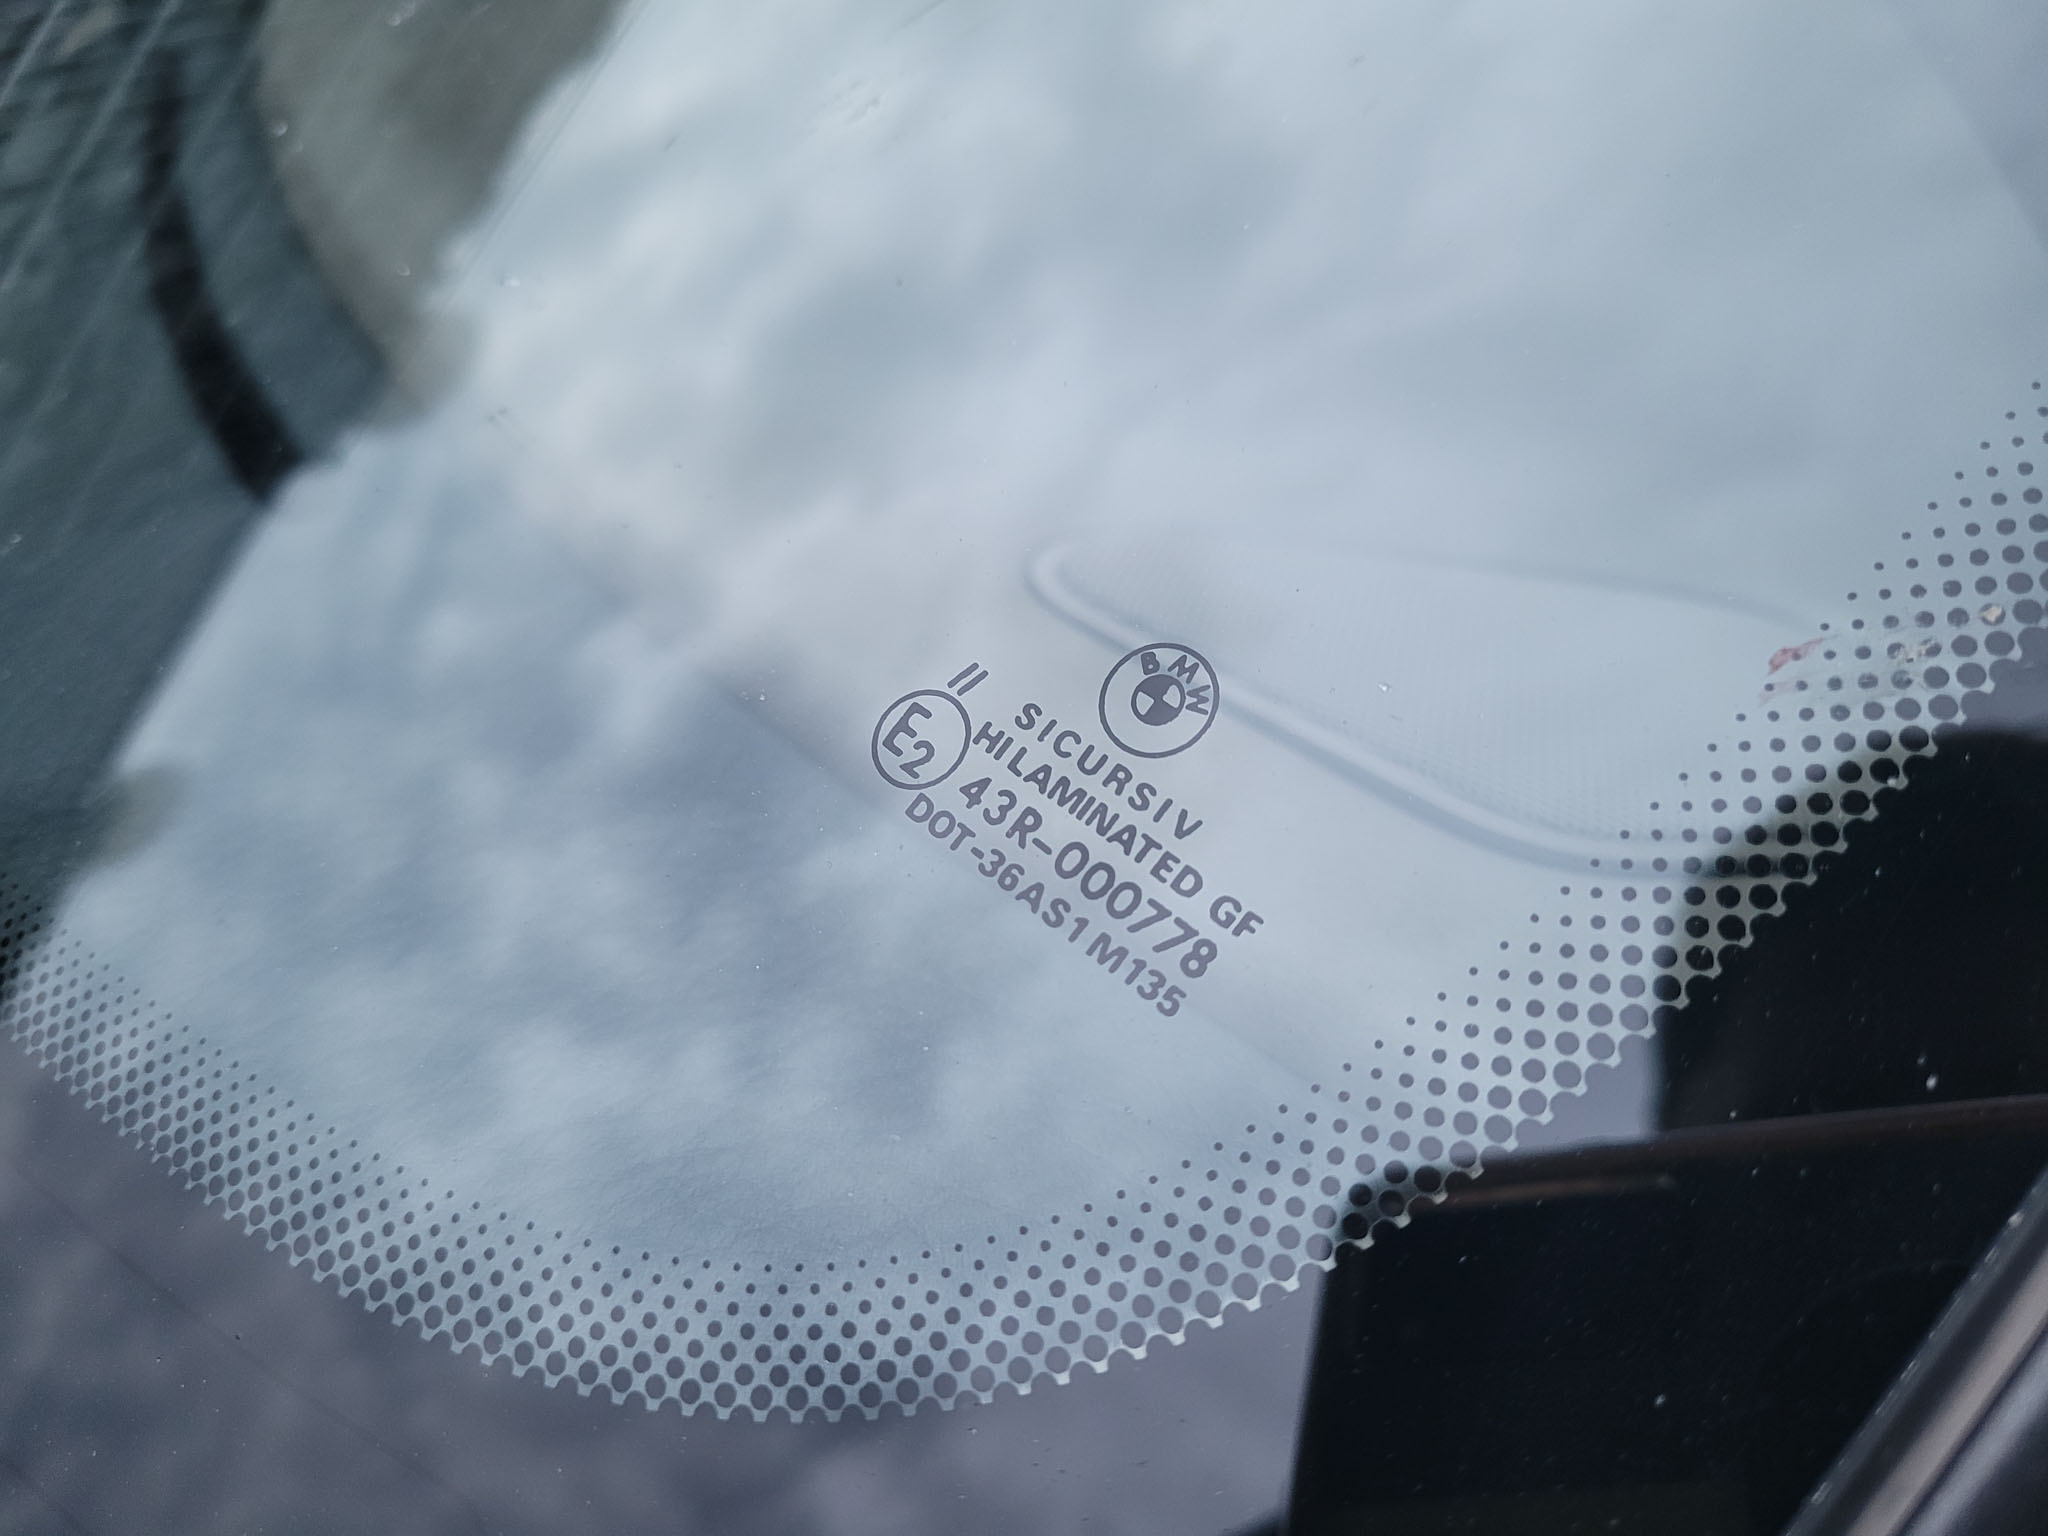 BMW
II
SICURSIV
HILAMINATED GF
E2 43R-000778
DOT-36AS1M135